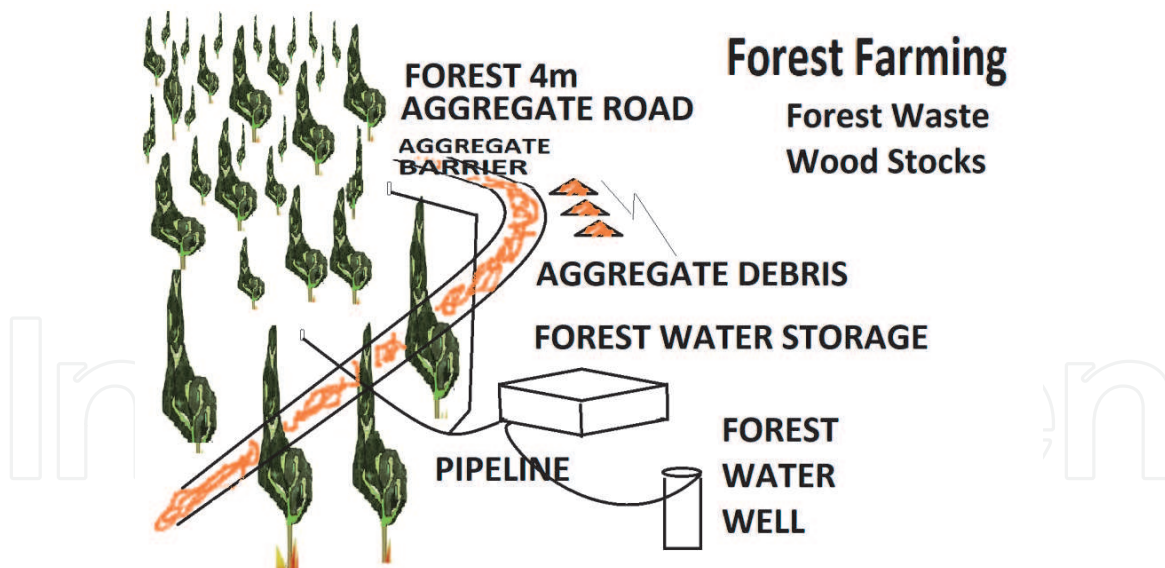 Forest Farming
Forest Waste
Wood Stocks
FOREST 4m
AGGREGATE ROAD
AGGREGATE
BARRIER
AGGREGATE DEBRIS
FOREST WATER STORAGE
FOREST
WATER
WELL
PIPELINE